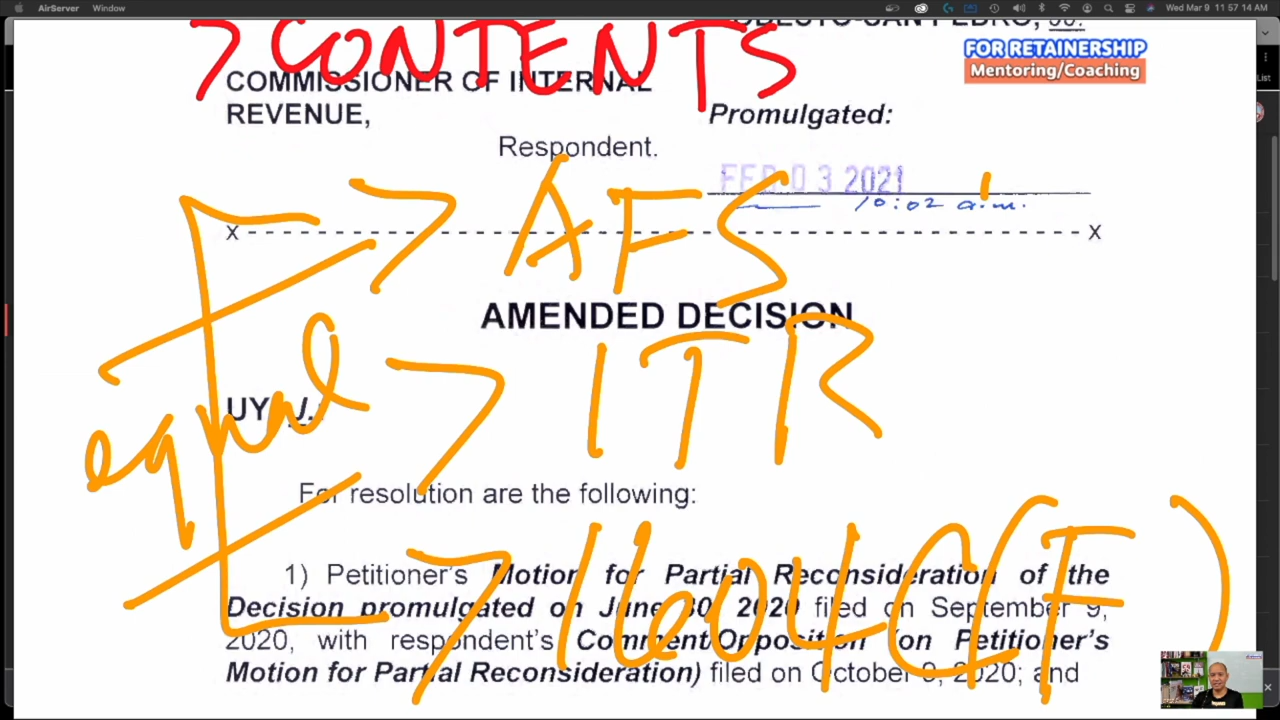 AirServer Window
Wed Mar 9 11 57 14 AM
> CONTENTS
FOR RETAINERSHIP
Mentoring/Coaching
List
COMMISSIONER OF INTERNAL
REVENUE,
Promulgated:
Respondent.
FEB 03 2021
10:02 a.m.
> AFS
x - - - - - - - - - - - - - - - - - - - - - - - - - - - - - - - - - - - - - - - - - - - - - - - - - - - - x
AMENDED DECISION
> ITR
equal
UY, J.:
For resolution are the following:
> 1604C(F)
1) Petitioner's Motion for Partial Reconsideration of the
Decision promulgated on June 30, 2020 filed on September 9,
2020, with respondent's Comment/Opposition (on Petitioner's
Motion for Partial Reconsideration) filed on October 9, 2020; and